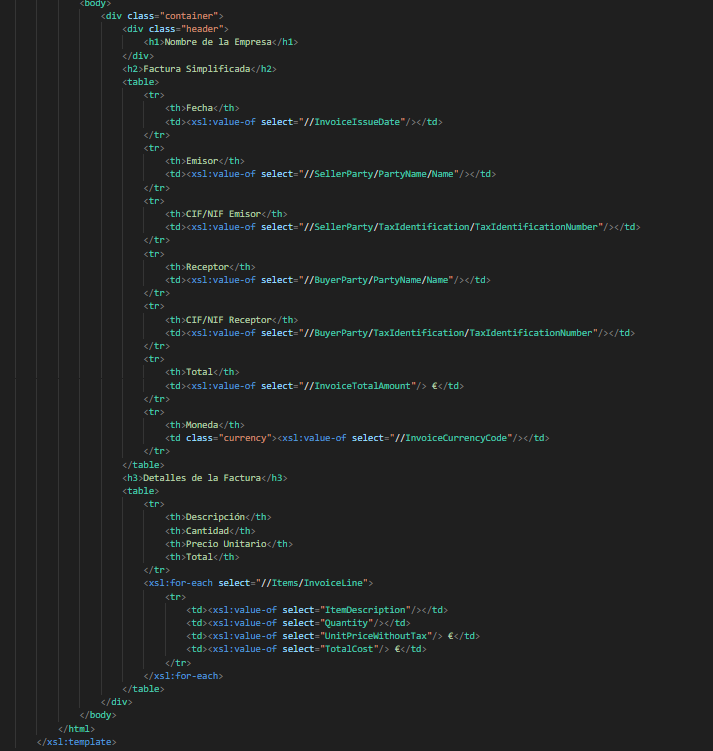 <body>
<div class="container">
<div class="header">
<h1>Nombre de la Empresa</h1>
</div>
<h2>Factura Simplificada</h2>
<table>
<tr>
<th>Fecha</th>
<td><xsl:value-of select="//InvoiceIssueDate"/></td>
</tr>
<tr>
<th>Emisor</th>
<td><xsl:value-of select="//SellerParty/PartyName/Name"/></td>
</tr>
<tr>
<th>CIF/NIF Emisor</th>
<td><xsl:value-of select="//SellerParty/TaxIdentification/TaxIdentificationNumber"/></td>
</tr>
<tr>
<th>Receptor</th>
<td><xsl:value-of select="//BuyerParty/PartyName/Name"/></td>
</tr>
<tr>
<th>CIF/NIF Receptor</th>
<td><xsl:value-of select="//BuyerParty/TaxIdentification/TaxIdentificationNumber"/></td>
</tr>
<tr>
<th>Total</th>
<td><xsl:value-of select="//InvoiceTotalAmount"/> €</td>
</tr>
<tr>
<th>Moneda</th>
<td class="currency"><xsl:value-of select="//InvoiceCurrencyCode"/></td>
</tr>
</table>
<h3>Detalles de la Factura</h3>
<table>
<tr>
<th>Descripción</th>
<th>Cantidad</th>
<th>Precio Unitario</th>
<th>Total</th>
</tr>
<xsl:for-each select="//Items/InvoiceLine">
<tr>
<td><xsl:value-of select="ItemDescription"/></td>
<td><xsl:value-of select="Quantity"/></td>
<td><xsl:value-of select="UnitPriceWithoutTax"/> €</td>
<td><xsl:value-of select="TotalCost"/> €</td>
</tr>
</xsl:for-each>
</table>
</div>
</body>
</html>
</xsl:template>